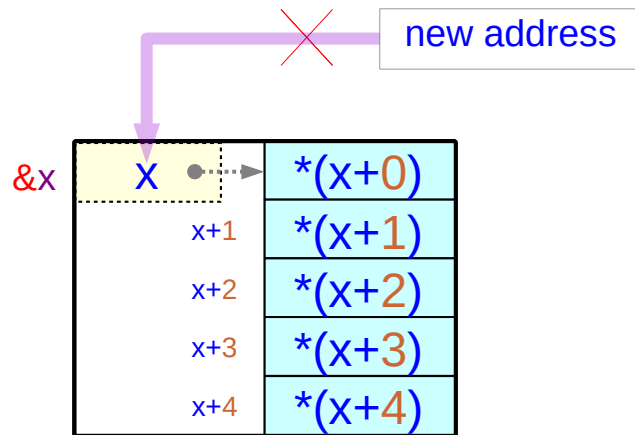 new address
&x x *(x+0)
x+1 *(x+1)
x+2 *(x+2)
x+3 *(x+3)
x+4 *(x+4)